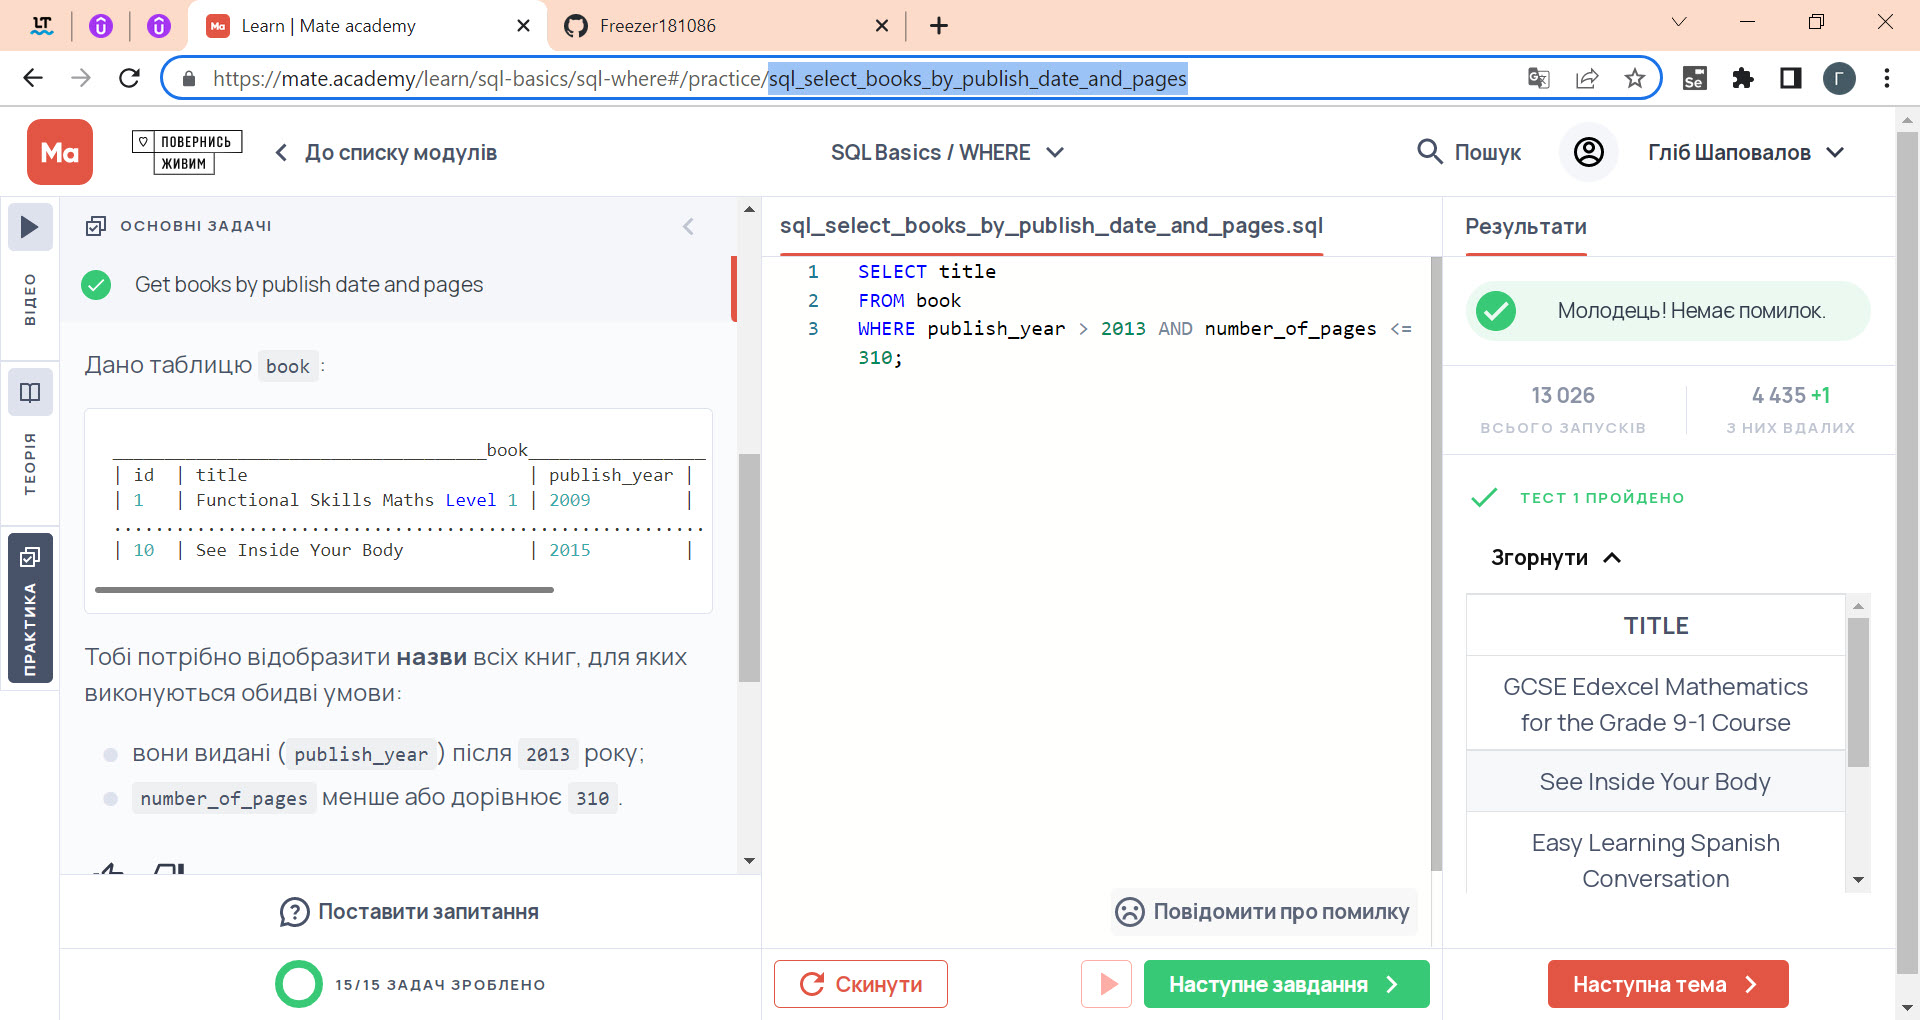 LT
Ma
Learn | Mate academy
Freezer181086
https://mate.academy/learn/sql-basics/sql-where#/practice/sql_select_books_by_publish_date_and_pages
Se
Г
Ma
ПОВЕРНИСЬ
ЖИВИМ
До списку модулів
SQL Basics / WHERE
Пошук
Гліб Шаповалов
ВІДЕО
ТЕОРІЯ
ПРАКТИКА
ОСНОВНІ ЗАДАЧІ
Get books by publish date and pages
Дано таблицю book :
____________________________________book_________________
| id | title | publish_year |
| 1 | Functional Skills Maths Level 1 | 2009 |
.........................................................
| 10 | See Inside Your Body | 2015 |
Тобі потрібно відобразити назви всіх книг, для яких
виконуються обидві умови:
вони видані ( publish_year ) після 2013 року;
number_of_pages менше або дорівнює 310 .
Поставити запитання
15/15 ЗАДАЧ ЗРОБЛЕНО
sql_select_books_by_publish_date_and_pages.sql
1 SELECT title
2 FROM book
3 WHERE publish_year > 2013 AND number_of_pages <=
310;
Повідомити про помилку
Скинути
Наступне завдання
Результати
Молодець! Немає помилок.
13 026
ВСЬОГО ЗАПУСКІВ
4 435 +1
З НИХ ВДАЛИХ
ТЕСТ 1 ПРОЙДЕНО
Згорнути
TITLE
GCSE Edexcel Mathematics
for the Grade 9-1 Course
See Inside Your Body
Easy Learning Spanish
Conversation
Наступна тема